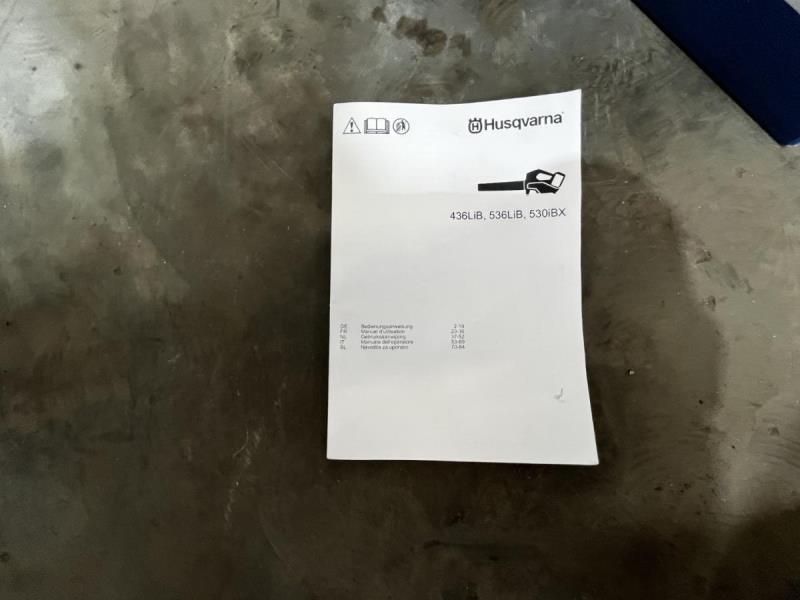 Husqvarna
436LiB, 536LiB, 530iBX
DE Bedienungsanweisung 2-19
FR Manuel d'utilisation 20-36
NL Gebruiksaanwijzing 37-52
IT Manuale dell'operatore 53-69
SL Navodila za uporabo 70-84